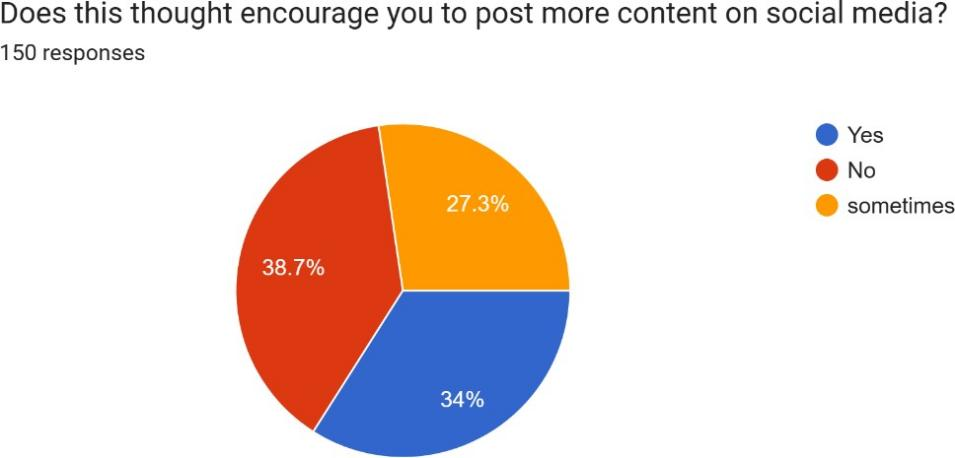 Does this thought encourage you to post more content on social media?
150 responses
Yes
No
sometimes
27.3%
38.7%
34%